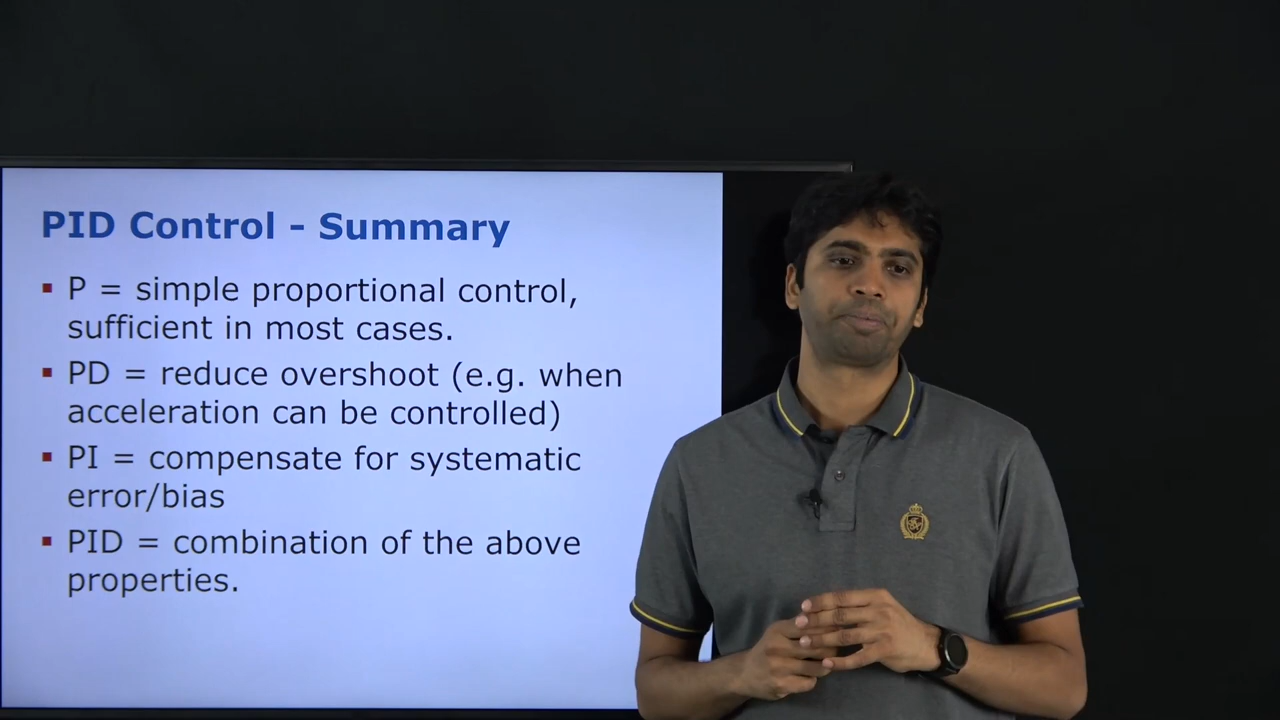 PID Control - Summary
▪ P = simple proportional control,
sufficient in most cases.
▪ PD = reduce overshoot (e.g. when
acceleration can be controlled)
▪ PI = compensate for systematic
error/bias
▪ PID = combination of the above
properties.